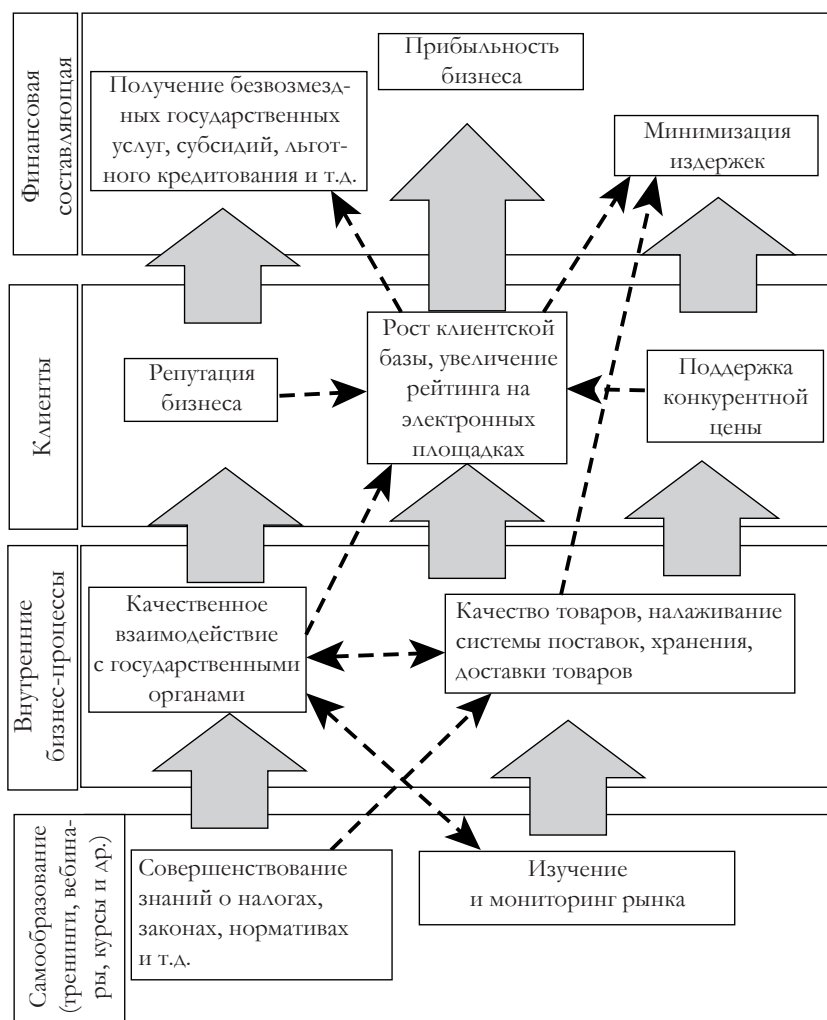 Финансовая
составляющая
Прибыльность
бизнеса
Получение безвозмезд-
ных государственных
услуг, субсидий, льгот-
ного кредитования и т.д.
Минимизация
издержек
Клиенты
Репутация
бизнеса
Рост клиентской
базы, увеличение
рейтинга на
электронных
площадках
Поддержка
конкурентной
цены
Внутренние
бизнес-процессы
Качественное
взаимодействие
с государственными
органами
Качество товаров, налаживание
системы поставок, хранения,
доставки товаров
Самообразование
(тренинги, вебина-
ры, курсы и др.)
Совершенствование
знаний о налогах,
законах, нормативах
и т.д.
Изучение
и мониторинг рынка